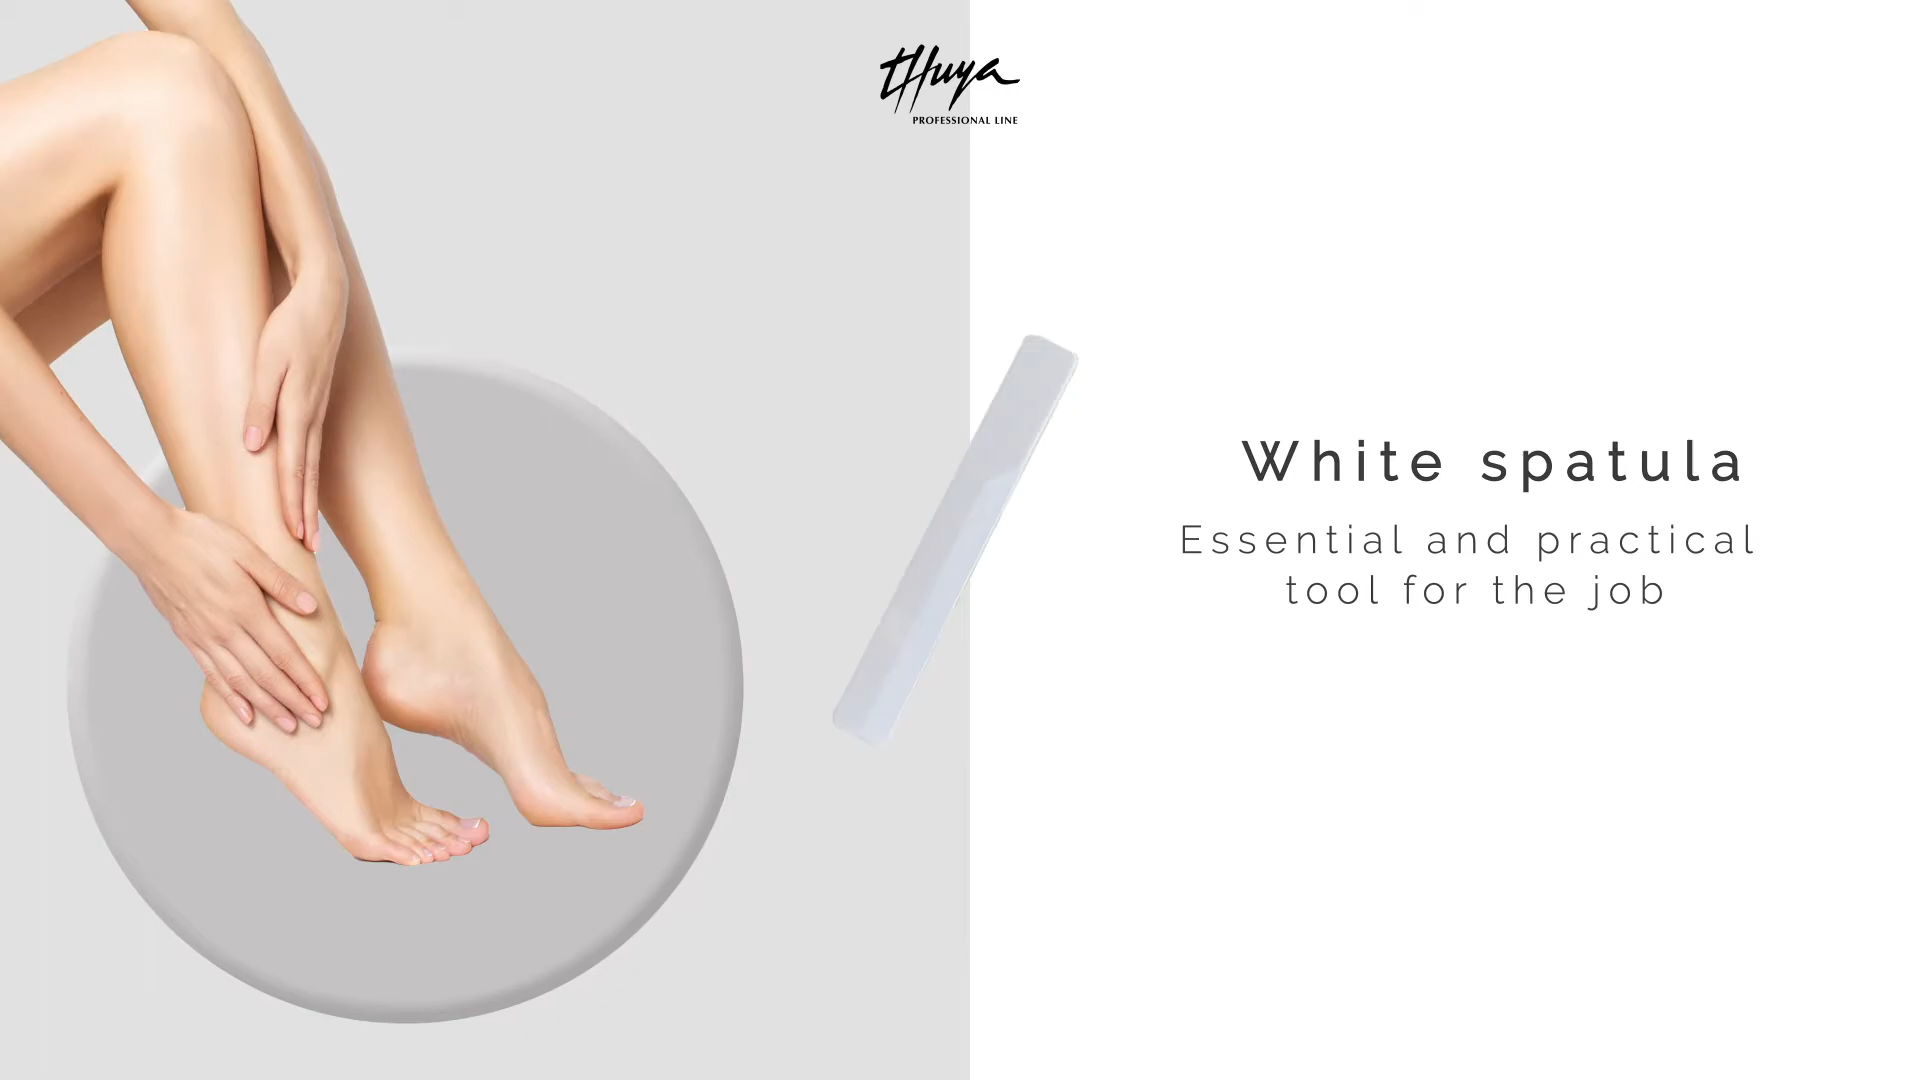 tHuya
PROFESSIONAL LINE
White spatula
Essential and practical
tool for the job